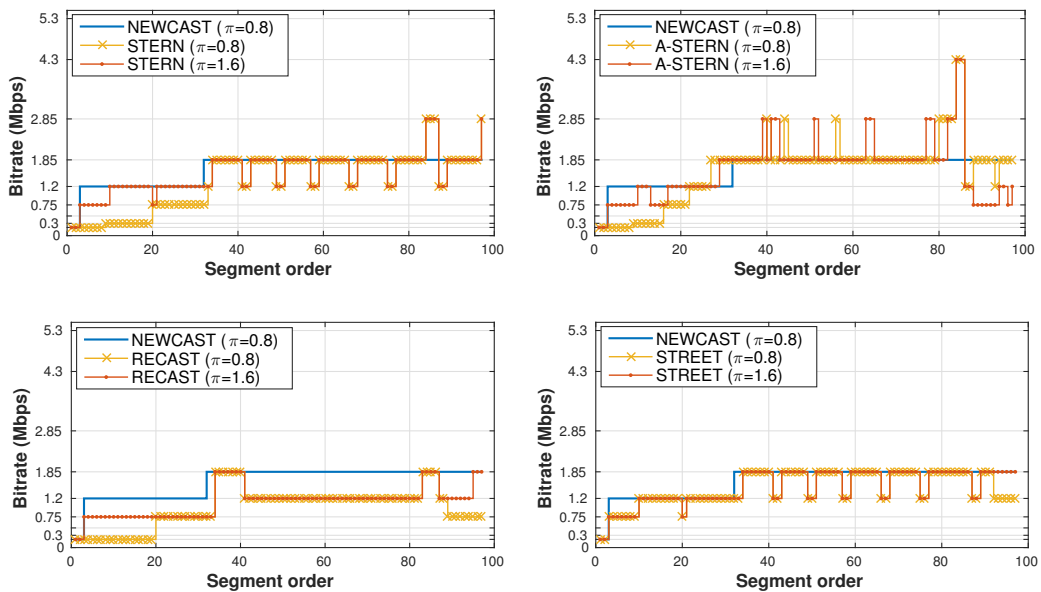 5.3
4.3
2.85
1.85
1.2
0.75
0.3
0
Bitrate (Mbps)
NEWCAST (π=0.8)
STERN (π=0.8)
STERN (π=1.6)
0 20 40 60 80 100
Segment order
5.3
4.3
2.85
1.85
1.2
0.75
0.3
0
Bitrate (Mbps)
NEWCAST (π=0.8)
A-STERN (π=0.8)
A-STERN (π=1.6)
0 20 40 60 80 100
Segment order
5.3
4.3
2.85
1.85
1.2
0.75
0.3
0
Bitrate (Mbps)
NEWCAST (π=0.8)
RECAST (π=0.8)
RECAST (π=1.6)
0 20 40 60 80 100
Segment order
5.3
4.3
2.85
1.85
1.2
0.75
0.3
0
Bitrate (Mbps)
NEWCAST (π=0.8)
STREET (π=0.8)
STREET (π=1.6)
0 20 40 60 80 100
Segment order